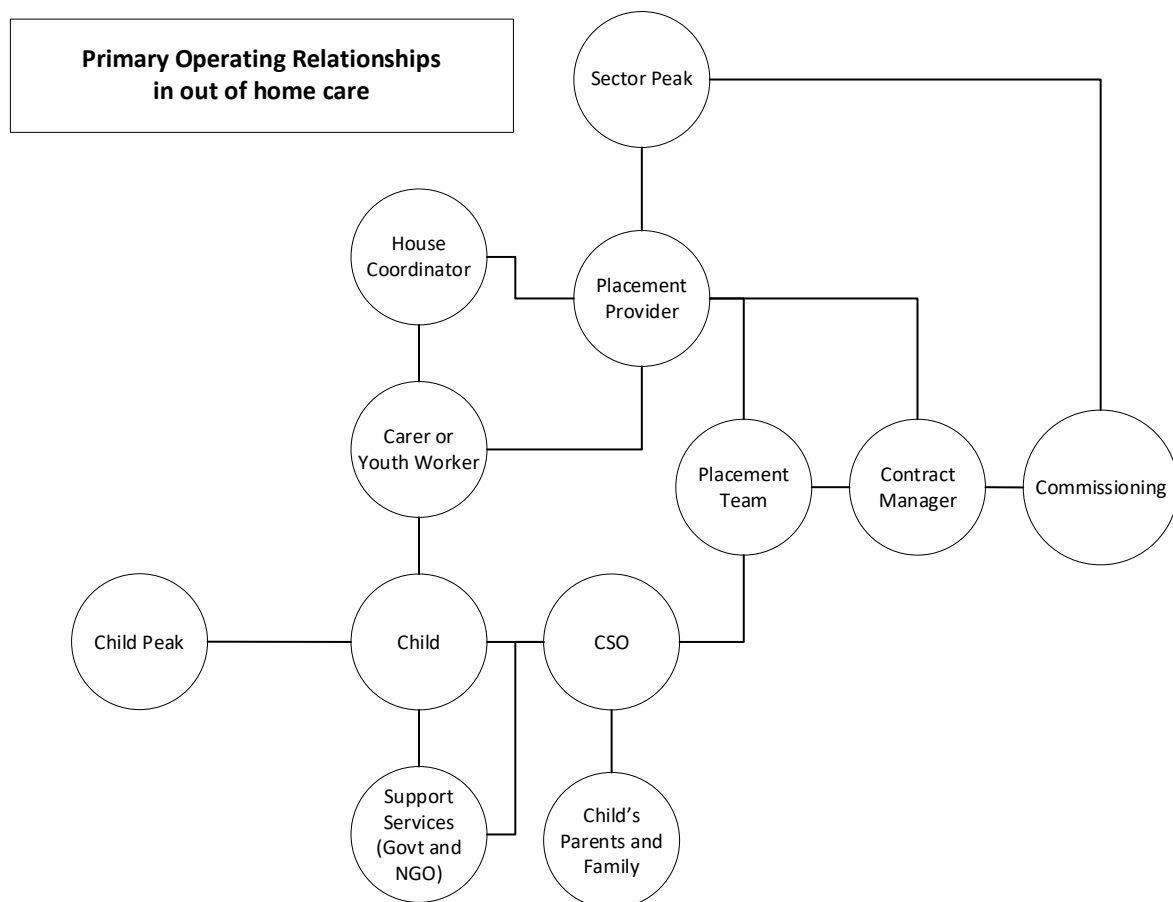 Primary Operating Relationships
in out of home care
Sector Peak
House
Coordinator
Placement
Provider
Carer or
Youth Worker
Placement
Team
Contract
Manager
Commissioning
Child Peak
Child
CSO
Support
Services
(Govt and
NGO)
Child’s
Parents and
Family